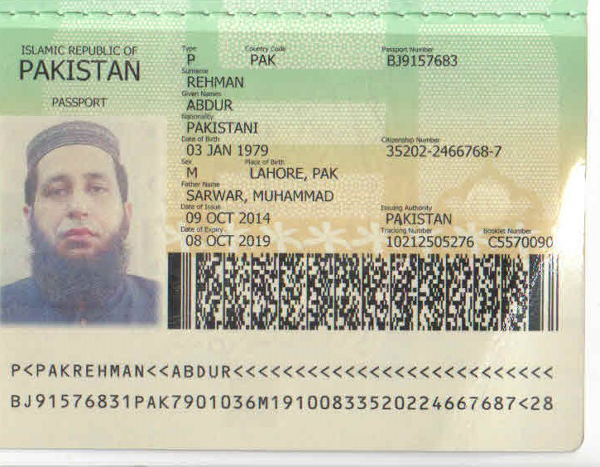 ISLAMIC REPUBLIC OF
PAKISTAN
PASSPORT
Type Country Code Passport Number
P PAK BJ9157683
Surname
REHMAN
Given Names
ABDUR
Nationality
PAKISTANI
Date of Birth Citizenship Number
03 JAN 1979 35202-2466768-7
Sex Place of Birth
M LAHORE, PAK
Father Name
SARWAR, MUHAMMAD
Date of Issue Issuing Authority
09 OCT 2014 PAKISTAN
Date of Expiry Tracking Number Booklet Number
08 OCT 2019 10212505276 C5570090
P<PAKREHMAN<<ABDUR<<<<<<<<<<<<<<<<<<<<<<<<<<
BJ91576831PAK7901036M19100833520224667687<28